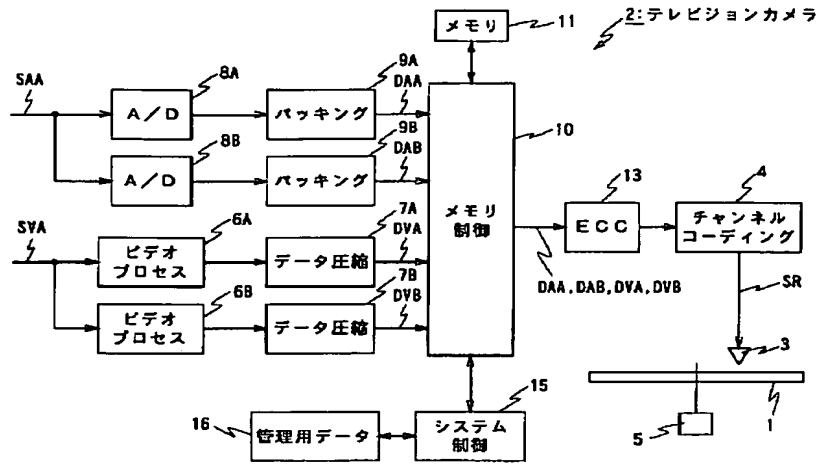 2:テレビジョンカメラ
メモリ
11
SAA
8A
A/D
9A
パッキング
DAA
8B
A/D
9B
パッキング
DAB
10
メモリ
制御
SVA
6A
ビデオ
プロセス
7A
データ圧縮
DVA
6B
ビデオ
プロセス
7B
データ圧縮
DVB
13
ECC
4
チャンネル
コーディング
DAA,DAB,DVA,DVB
SR
3
1
5
15
システム
制御
16
管理用データ